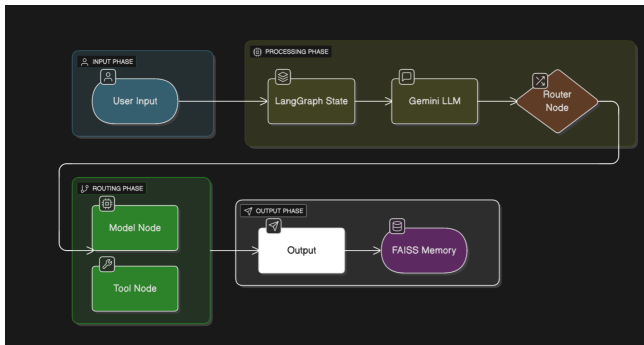 INPUT PHASE
User Input
PROCESSING PHASE
LangGraph State
Gemini LLM
Router
Node
ROUTING PHASE
Model Node
Tool Node
OUTPUT PHASE
Output
FAISS Memory